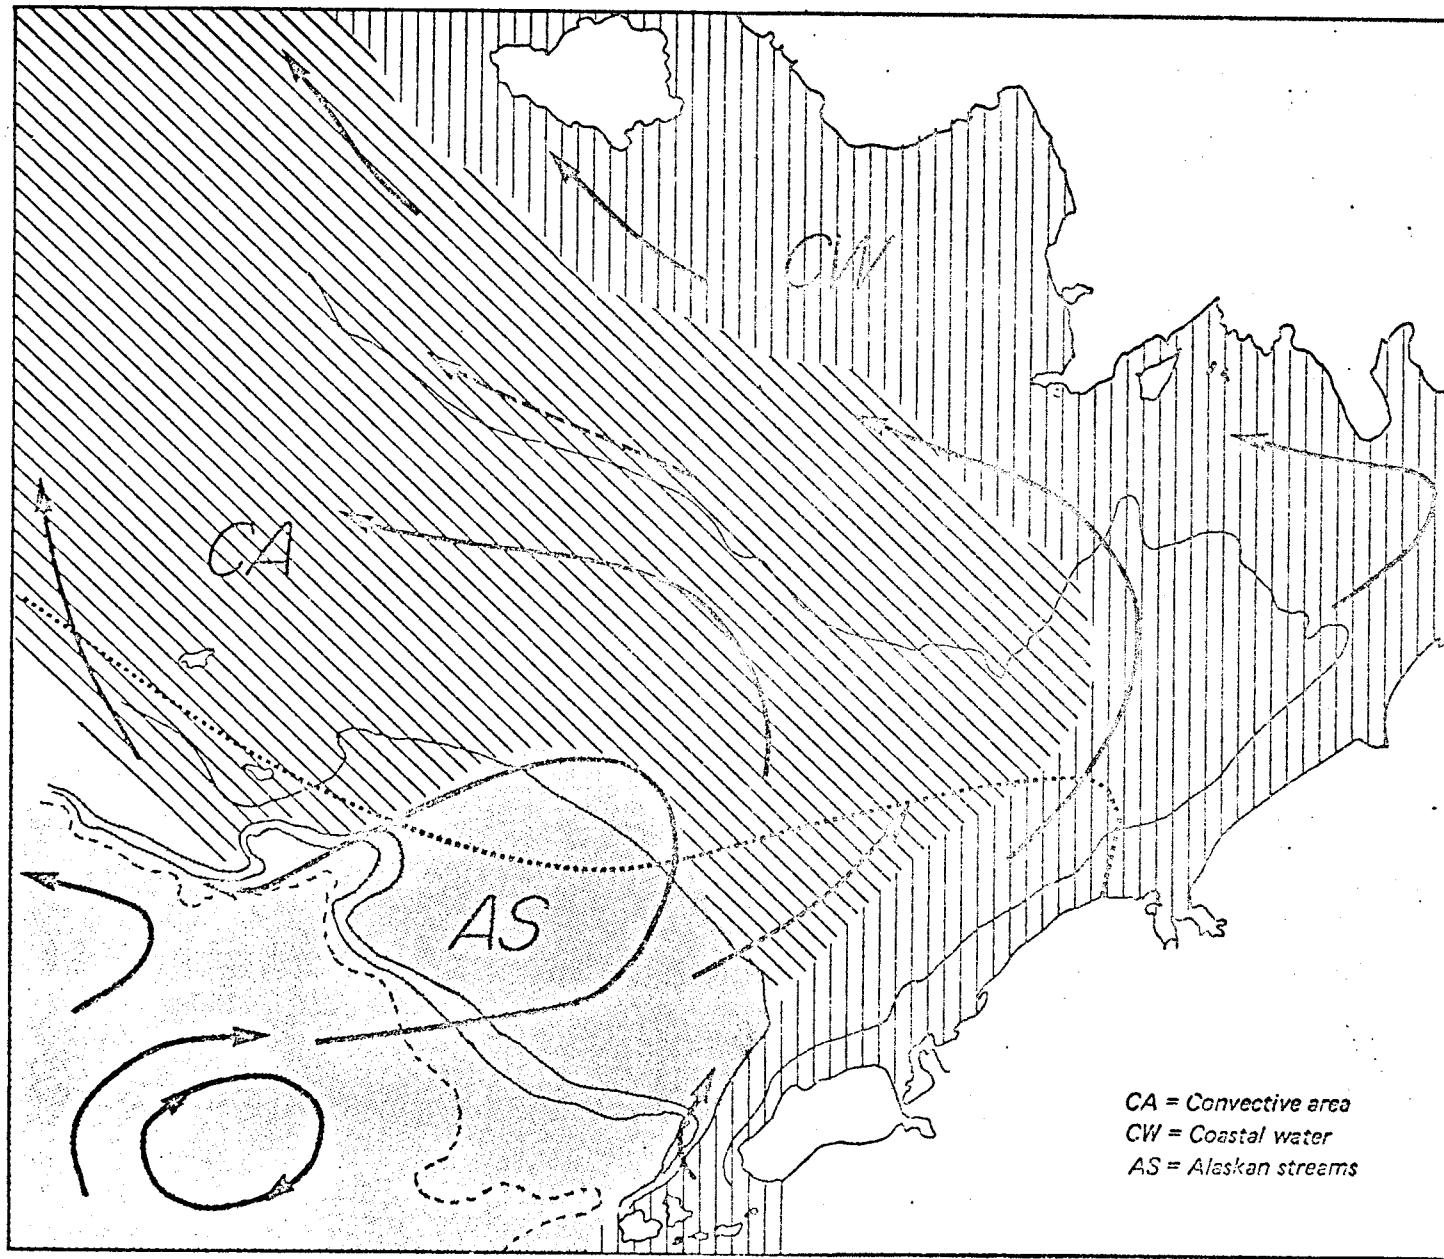 CW
CA
AS
CA = Convective area
CW = Coastal water
AS = Alaskan streams